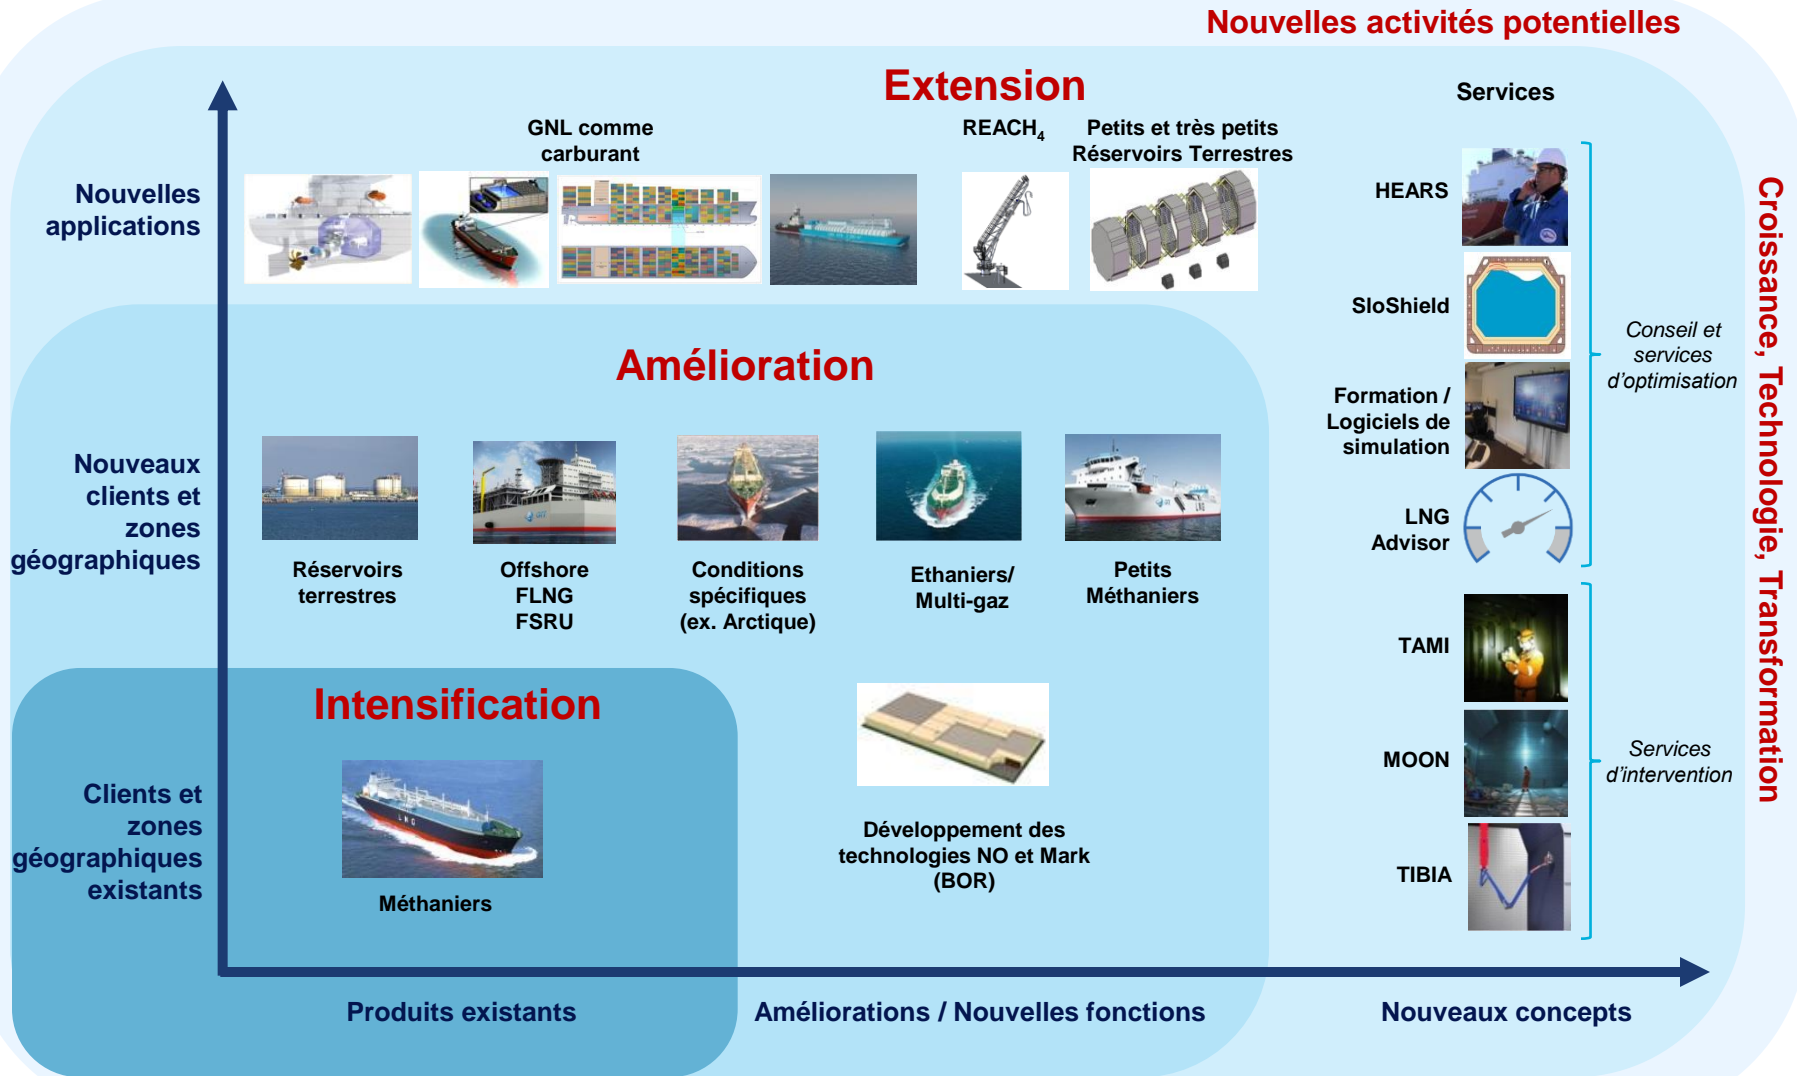 Nouvelles activités potentielles
Extension
Services
GNL comme
carburant
REACH₄
Petits et très petits
Réservoirs Terrestres
Nouvelles
applications
HEARS
SloShield
Formation /
Logiciels de
simulation
LNG
Advisor
Conseil et
services
d'optimisation
Amélioration
Nouveaux
clients et
zones
géographiques
Réservoirs
terrestres
Offshore
FLNG
FSRU
Conditions
spécifiques
(ex. Arctique)
Ethaniers/
Multi-gaz
LNG
Petits
Méthaniers
TAMI
MOON
TIBIA
Services
d'intervention
Intensification
Clients et
zones
géographiques
existants
LNG
Méthaniers
Développement des
technologies NO et Mark
(BOR)
Produits existants
Améliorations / Nouvelles fonctions
Nouveaux concepts
Croissance, Technologie, Transformation